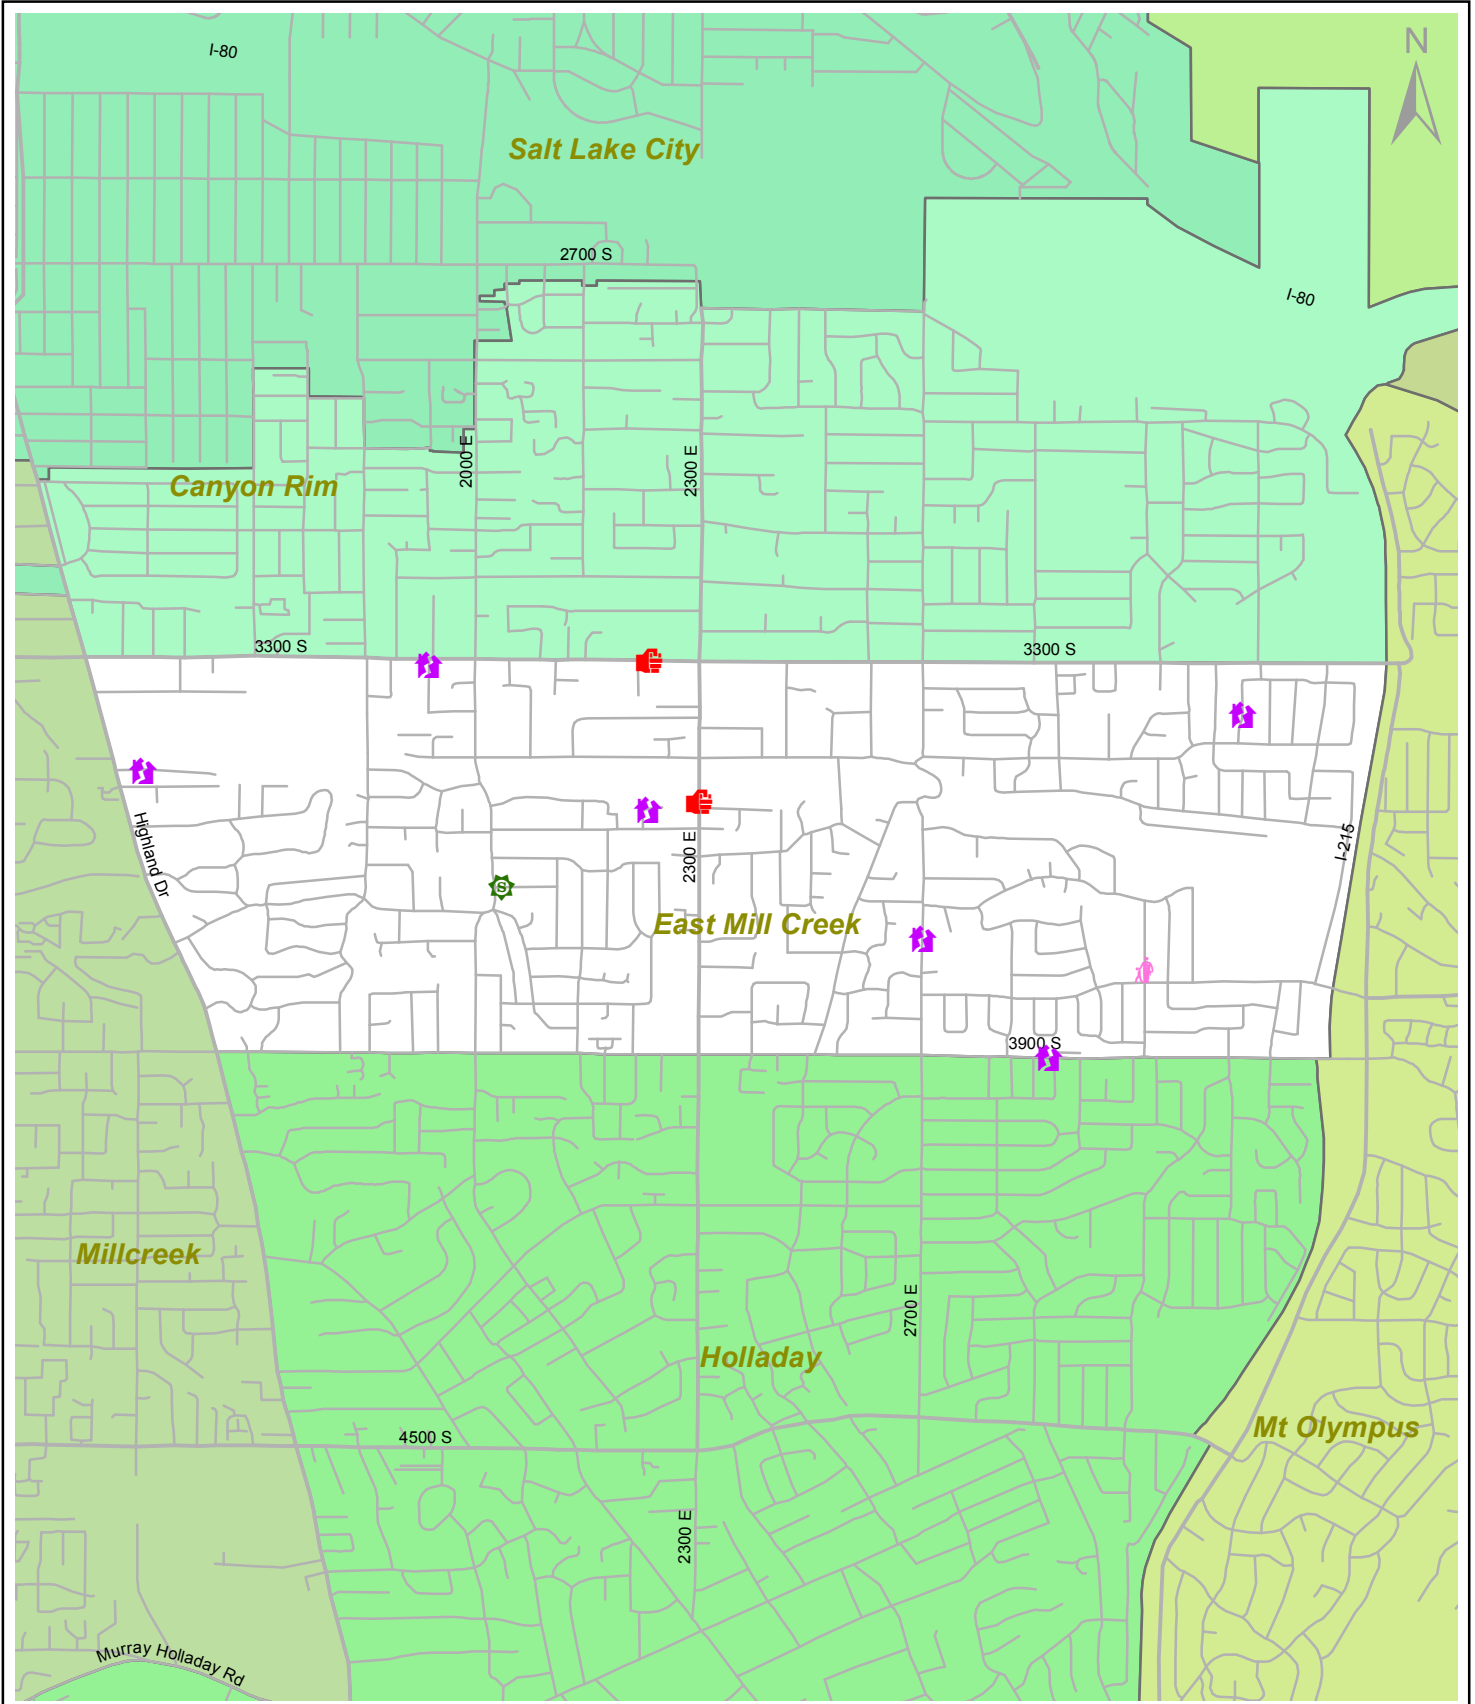 I-80
N
Salt Lake City
2700 S
I-80
2000 E
2300 E
Canyon Rim
3300 S
3300 S
Highland Dr
2300 E
I-215
S
East Mill Creek
3900 S
Millcreek
2700 E
Holladay
Mt Olympus
4500 S
2300 E
Murray Holladay Rd